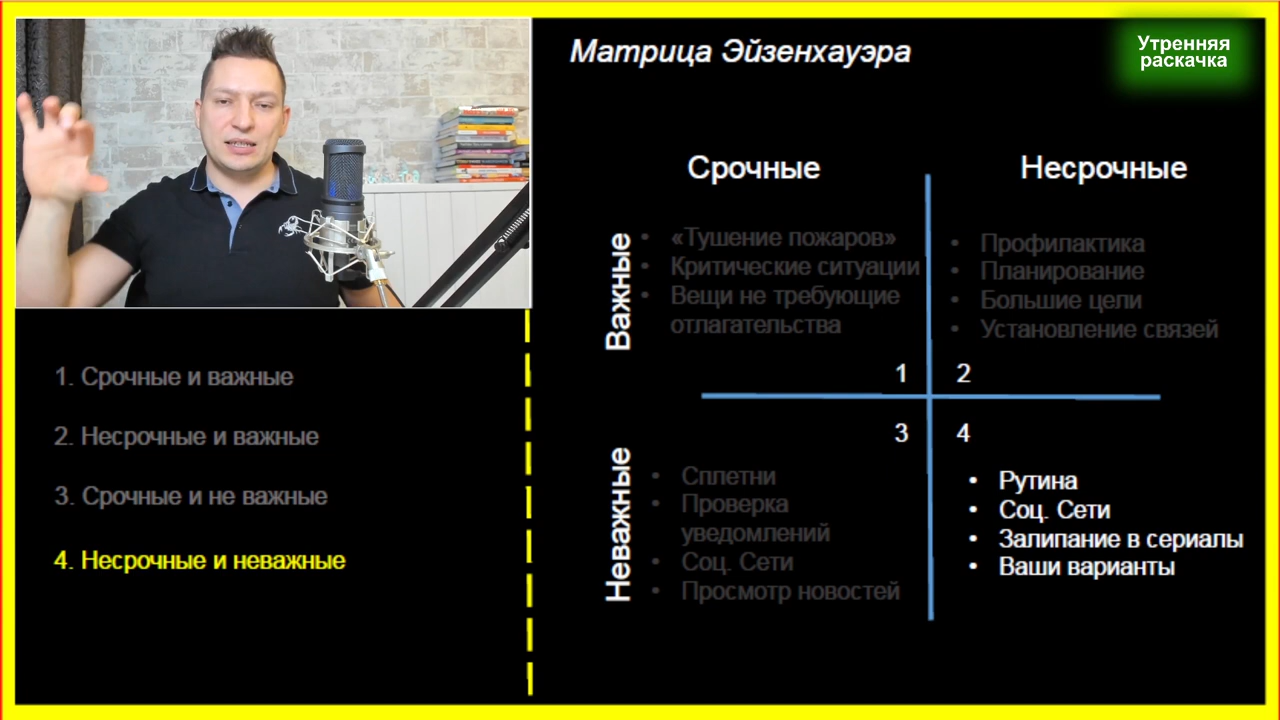 Матрица Эйзенхауэра
Утренняя
раскачка
Срочные
Несрочные
Важные
• «Тушение пожаров»
• Критические ситуации
• Вещи не требующие
отлагательства
• Профилактика
• Планирование
• Большие цели
• Установление связей
1
2
3
4
Неважные
• Сплетни
• Проверка
уведомлений
• Соц. Сети
• Просмотр новостей
• Рутина
• Соц. Сети
• Залипание в сериалы
• Ваши варианты
1. Срочные и важные
2. Несрочные и важные
3. Срочные и не важные
4. Несрочные и неважные